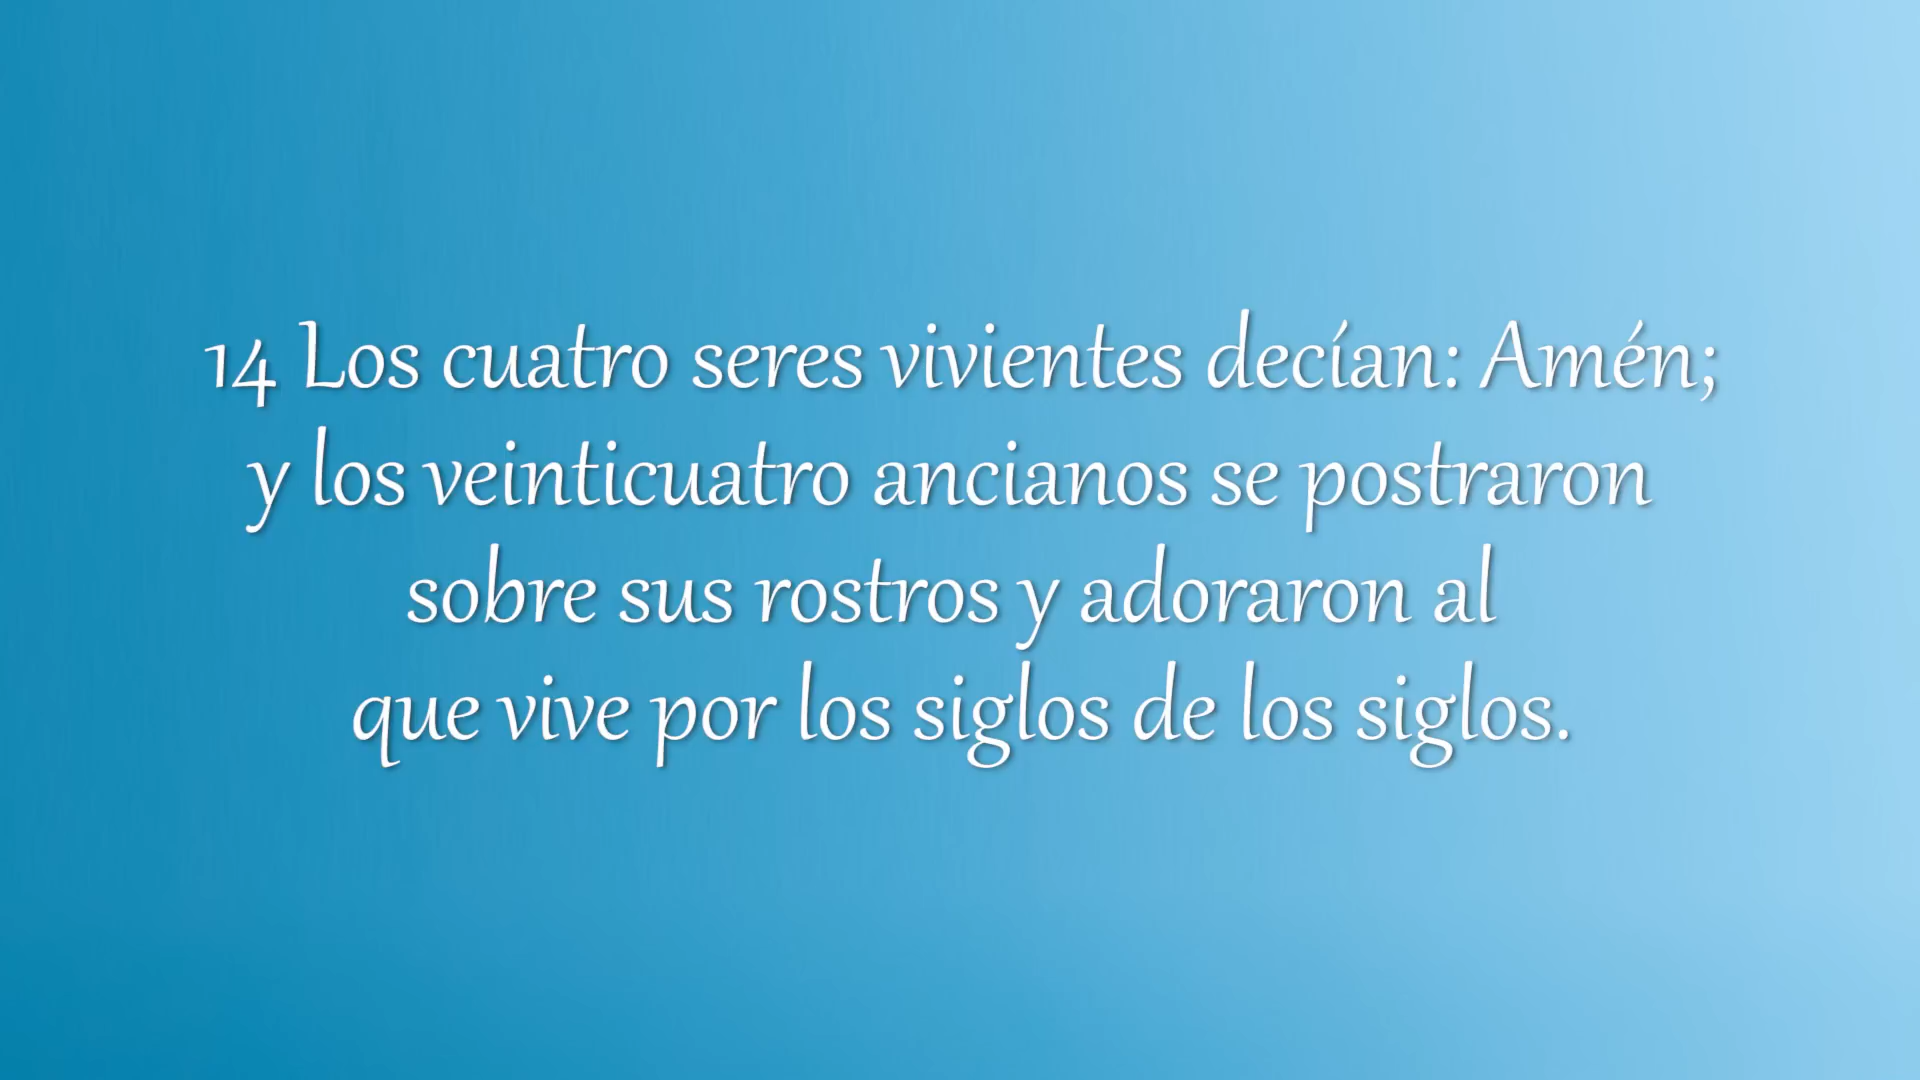 14 Los cuatro seres vivientes decían: Amén;
y los veinticuatro ancianos se postraron
sobre sus rostros y adoraron al
que vive por los siglos de los siglos.